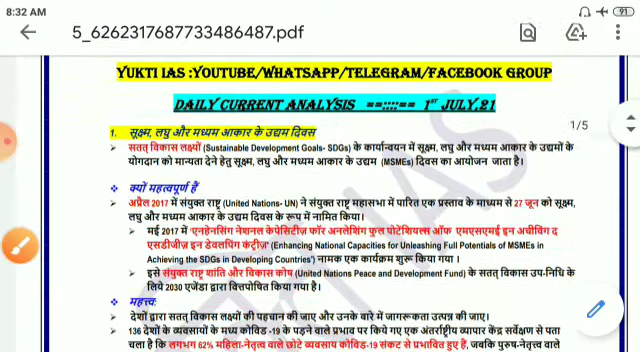 8:32 AM
91
5_6262317687733486487.pdf
YUKTI IAS :YOUTUBE/WHATSAPP/TELEGRAM/FACEBOOK GROUP
DAILY CURRENT ANALYSIS ==::::== 1ST JULY,21
1/5
1. सूक्ष्म, लघु और मध्यम आकार के उद्यम दिवस
➤ सतत् विकास लक्ष्यों (Sustainable Development Goals- SDGs) के कार्यान्वयन में सूक्ष्म, लघु और मध्यम आकार के उद्यमों के
योगदान को मान्यता देने हेतु सूक्ष्म, लघु और मध्यम आकार के उद्यम (MSMEs) दिवस का आयोजन जाता है।
❖ क्यों महत्वपूर्ण हैं
➤ अप्रैल 2017 में संयुक्त राष्ट्र (United Nations- UN) ने संयुक्त राष्ट्र महासभा में पारित एक प्रस्ताव के माध्यम से 27 जून को सूक्ष्म,
लघु और मध्यम आकार के उद्यम दिवस के रूप में नामित किया।
➤ मई 2017 में 'एनहेनसिंग नेशनल केपेसिटीज़ फॉर अनलेशिंग फुल पोटेंशियल्स ऑफ एमएसएमई इन अचीविंग द
एसडीजीज़ इन डेवलपिंग कंट्रीज़' (Enhancing National Capacities for Unleashing Full Potentials of MSMEs in
Achieving the SDGs in Developing Countries') नामक एक कार्यक्रम शुरू किया गया ।
➤ इसे संयुक्त राष्ट्र शांति और विकास कोष (United Nations Peace and Development Fund) के सतत् विकास उप-निधि के
लिये 2030 एजेंडा द्वारा वित्तपोषित किया गया है।
❖ महत्त्व:
➤ देशों द्वारा सतत् विकास लक्ष्यों की पहचान की जाए और उनके बारे में जागरूकता उत्पन्न की जाए।
➤ 136 देशों के व्यवसायों के मध्य कोविड -19 के पड़ने वाले प्रभाव पर किये गए एक अंतर्राष्ट्रीय व्यापार केंद्र सर्वेक्षण से पता
चला है कि लगभग 62% महिला-नेतृत्व वाले छोटे व्यवसाय कोविड-19 संकट से प्रभावित हुए हैं, जबकि पुरुष-नेतृत्व वाले